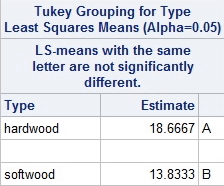 Tukey Grouping for Type
Least Squares Means (Alpha=0.05)
LS-means with the same
letter are not significantly
different.
Type Estimate
hardwood 18.6667 A
softwood 13.8333 B